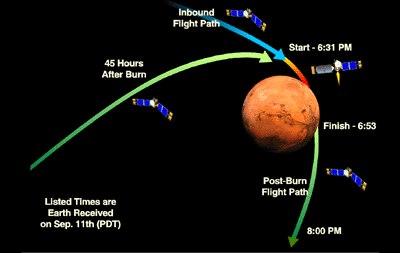 Inbound
Flight Path
Start - 6:31 PM
45 Hours
After Burn
Finish - 6:53
Post-Burn
Flight Path
Listed Times are
Earth Received
on Sep. 11th (PDT)
8:00 PM